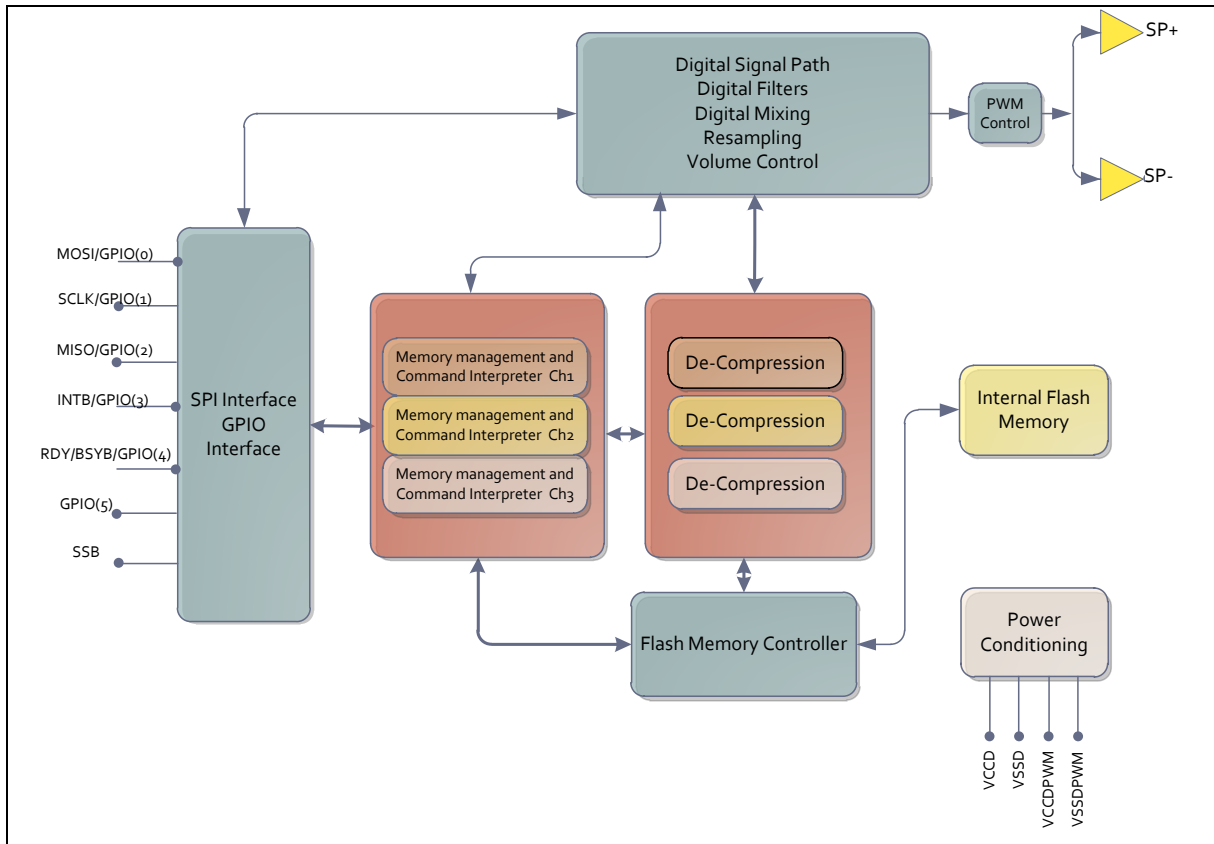 Digital Signal Path
Digital Filters
Digital Mixing
Resampling
Volume Control
PWM
Control
SP+
SP-
MOSI/GPIO(0)
SCLK/GPIO(1)
MISO/GPIO(2)
INTB/GPIO(3)
RDY/BSYB/GPIO(4)
GPIO(5)
SSB
SPI Interface
GPIO
Interface
Memory management and
Command Interpreter Ch1
Memory management and
Command Interpreter Ch2
Memory management and
Command Interpreter Ch3
De-Compression
De-Compression
De-Compression
Internal Flash
Memory
Flash Memory Controller
Power
Conditioning
VCCD
VSSD
VCCDPWM
VSSDPWM